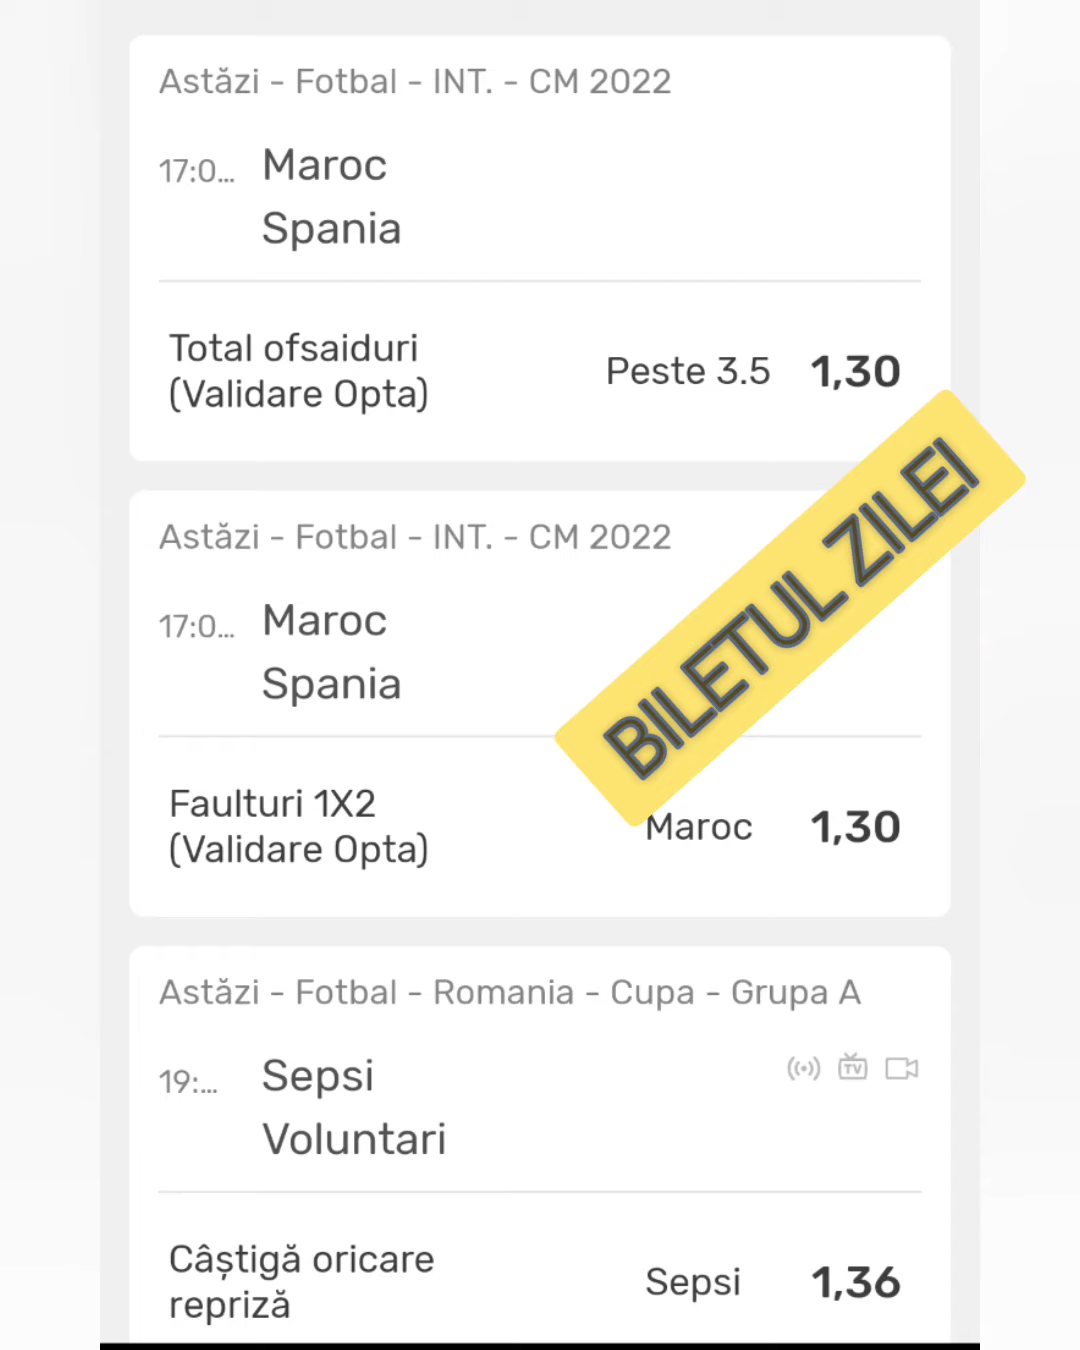 Astăzi - Fotbal - INT. - CM 2022
17:0... Maroc
Spania
Total ofsaiduri
(Validare Opta)
Peste 3.5 1,30
Astăzi - Fotbal - INT. - CM 2022
17:0... Maroc
Spania
BILETUL ZILEI
Faulturi 1X2
(Validare Opta)
Maroc 1,30
Astăzi - Fotbal - Romania - Cupa - Grupa A
19:... Sepsi
TV
Voluntari
Câștigă oricare
repriză
Sepsi 1,36